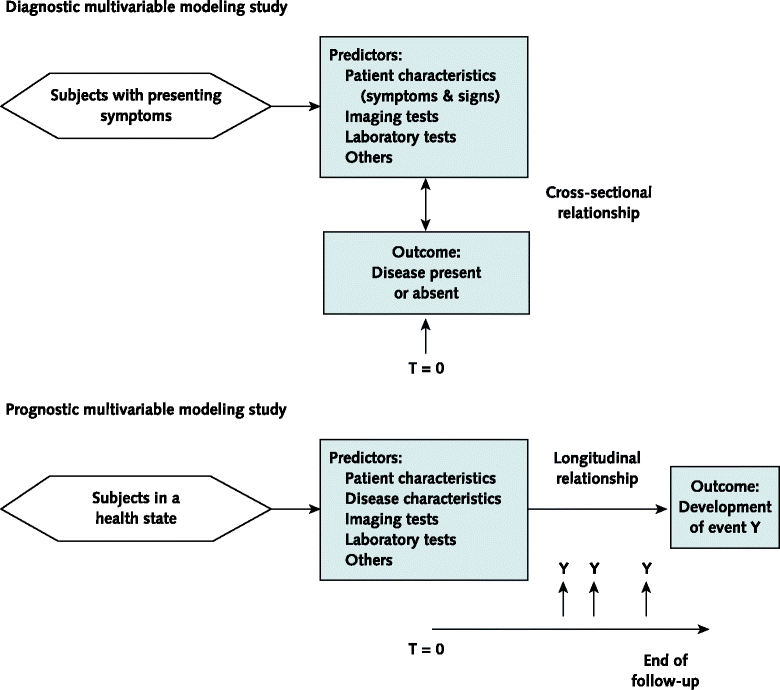 Diagnostic multivariable modeling study
Subjects with presenting
symptoms
Predictors:
Patient characteristics
(symptoms & signs)
Imaging tests
Laboratory tests
Others
Cross-sectional
relationship
Outcome:
Disease present
or absent
T = 0
Prognostic multivariable modeling study
Subjects in a
health state
Predictors:
Patient characteristics
Disease characteristics
Imaging tests
Laboratory tests
Others
Longitudinal
relationship
Outcome:
Development
of event Y
Y Y Y
T = 0
End of
follow-up